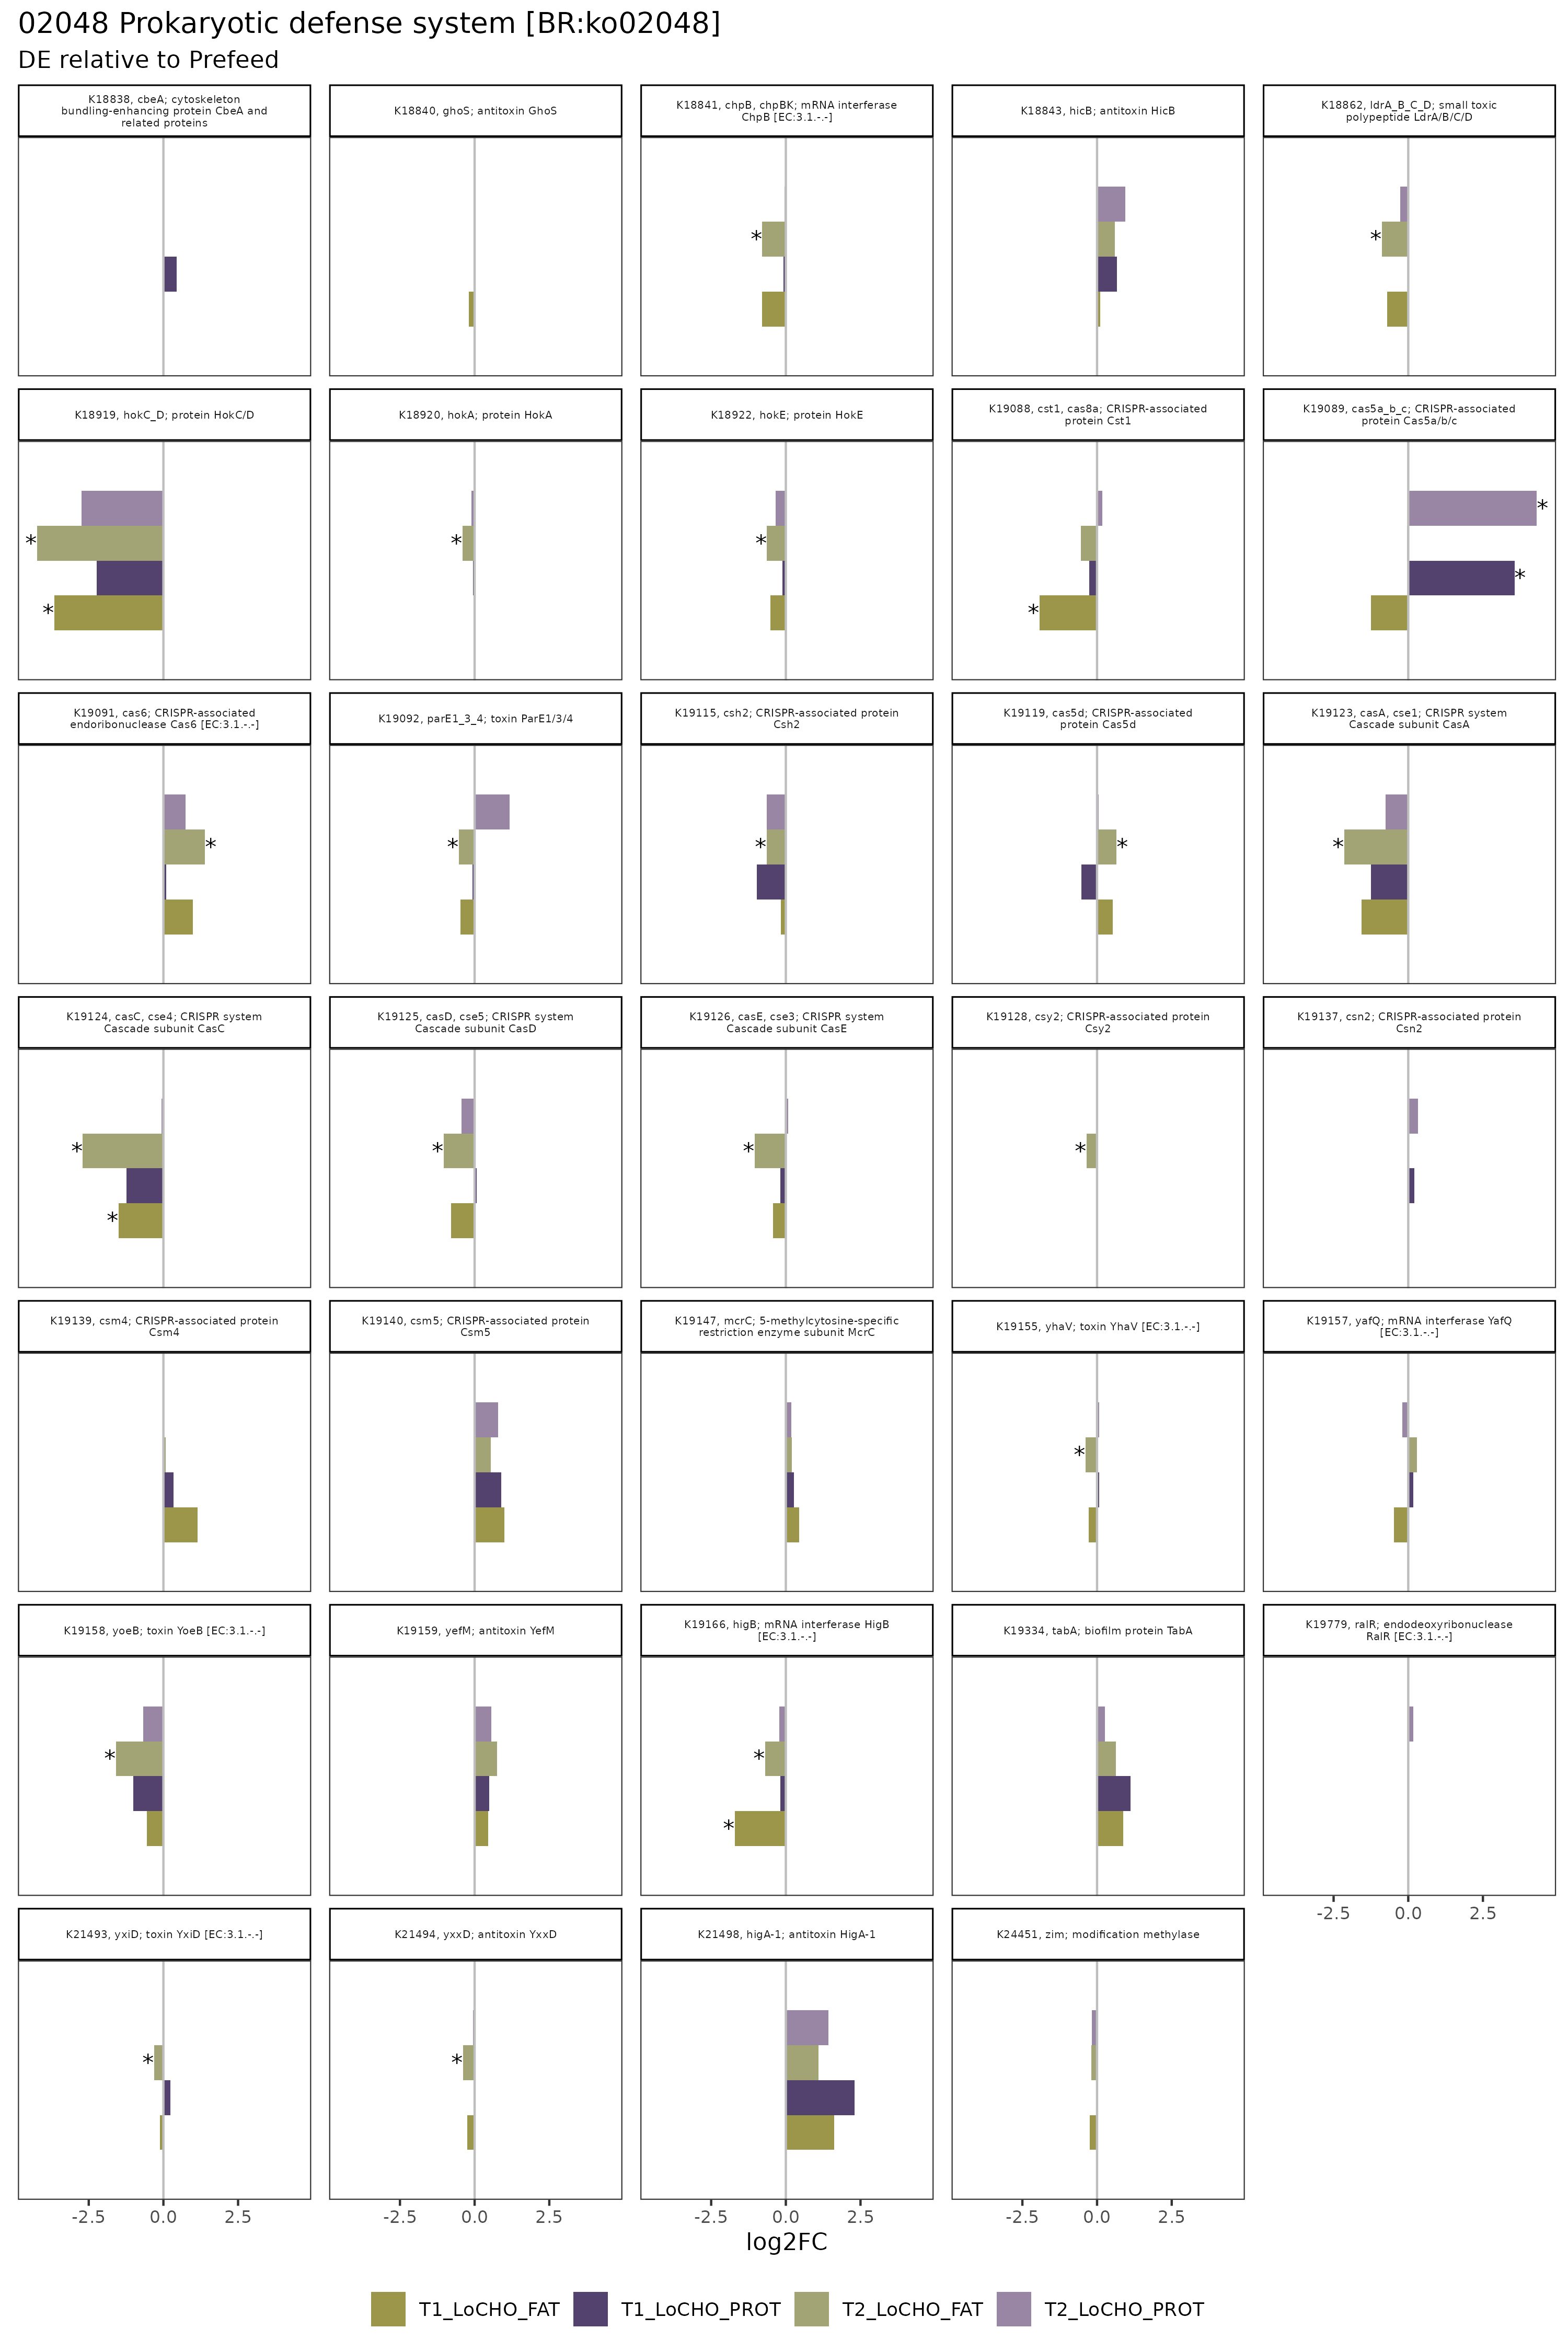 02048 Prokaryotic defense system [BR:ko02048]
DE relative to Prefeed
K18838, cbeA; cytoskeleton
bundling-enhancing protein CbeA and
related proteins
K18840, ghoS; antitoxin GhoS
K18841, chpB, chpBK; mRNA interferase
ChpB [EC:3.1.-.-]
K18843, hicB; antitoxin HicB
K18862, ldrA_B_C_D; small toxic
polypeptide LdrA/B/C/D
*
*
K18919, hokC_D; protein HokC/D
K18920, hokA; protein HokA
K18922, hokE; protein HokE
K19088, cst1, cas8a; CRISPR-associated
protein Cst1
K19089, cas5a_b_c; CRISPR-associated
protein Cas5a/b/c
*
*
*
*
*
*
*
K19091, cas6; CRISPR-associated
endoribonuclease Cas6 [EC:3.1.-.-]
K19092, parE1_3_4; toxin ParE1/3/4
K19115, csh2; CRISPR-associated protein
Csh2
K19119, cas5d; CRISPR-associated
protein Cas5d
K19123, casA, cse1; CRISPR system
Cascade subunit CasA
*
*
*
*
*
K19124, casC, cse4; CRISPR system
Cascade subunit CasC
K19125, casD, cse5; CRISPR system
Cascade subunit CasD
K19126, casE, cse3; CRISPR system
Cascade subunit CasE
K19128, csy2; CRISPR-associated protein
Csy2
K19137, csn2; CRISPR-associated protein
Csn2
*
*
*
*
*
K19139, csm4; CRISPR-associated protein
Csm4
K19140, csm5; CRISPR-associated protein
Csm5
K19147, mcrC; 5-methylcytosine-specific
restriction enzyme subunit McrC
K19155, yhaV; toxin YhaV [EC:3.1.-.-]
K19157, yafQ; mRNA interferase YafQ
[EC:3.1.-.-]
*
K19158, yoeB; toxin YoeB [EC:3.1.-.-]
K19159, yefM; antitoxin YefM
K19166, higB; mRNA interferase HigB
[EC:3.1.-.-]
K19334, tabA; biofilm protein TabA
K19779, ralR; endodeoxyribonuclease
RalR [EC:3.1.-.-]
*
*
*
-2.5 0.0 2.5
K21493, yxiD; toxin YxiD [EC:3.1.-.-]
K21494, yxxD; antitoxin YxxD
K21498, higA-1; antitoxin HigA-1
K24451, zim; modification methylase
*
*
-2.5 0.0 2.5
-2.5 0.0 2.5
-2.5 0.0 2.5
-2.5 0.0 2.5
log2FC
T1_LoCHO_FAT
T1_LoCHO_PROT
T2_LoCHO_FAT
T2_LoCHO_PROT